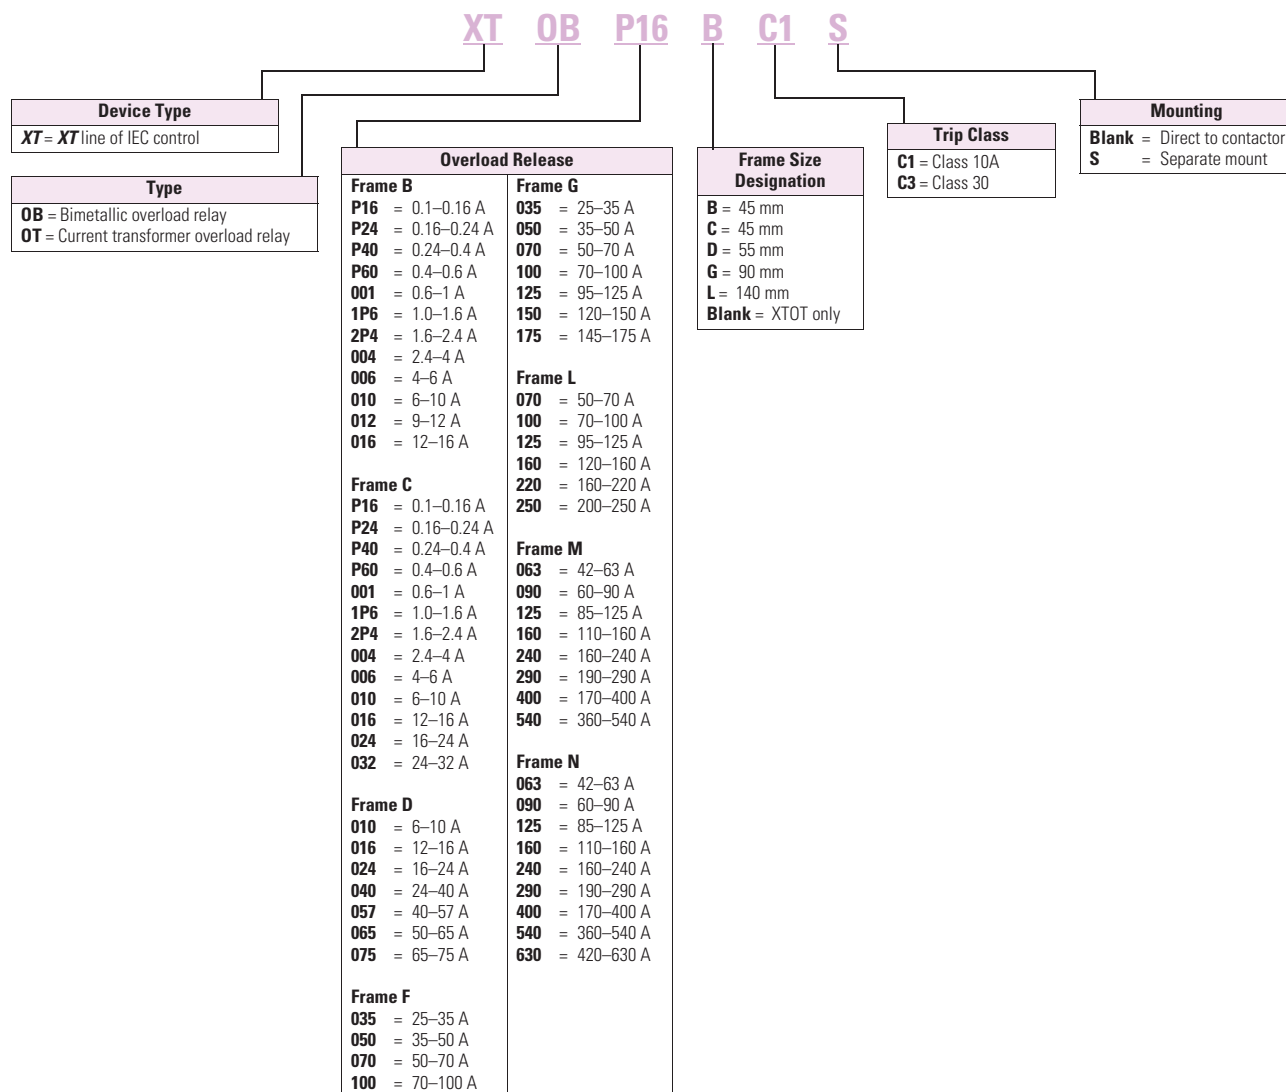 XT OB P16 B C1 S
Device Type
XT = XT line of IEC control
Type
OB = Bimetallic overload relay
OT = Current transformer overload relay
Overload Release
Frame B
P16 = 0.1–0.16 A
P24 = 0.16–0.24 A
P40 = 0.24–0.4 A
P60 = 0.4–0.6 A
001 = 0.6–1 A
1P6 = 1.0–1.6 A
2P4 = 1.6–2.4 A
004 = 2.4–4 A
006 = 4–6 A
010 = 6–10 A
012 = 9–12 A
016 = 12–16 A
Frame C
P16 = 0.1–0.16 A
P24 = 0.16–0.24 A
P40 = 0.24–0.4 A
P60 = 0.4–0.6 A
001 = 0.6–1 A
1P6 = 1.0–1.6 A
2P4 = 1.6–2.4 A
004 = 2.4–4 A
006 = 4–6 A
010 = 6–10 A
016 = 12–16 A
024 = 16–24 A
032 = 24–32 A
Frame D
010 = 6–10 A
016 = 12–16 A
024 = 16–24 A
040 = 24–40 A
057 = 40–57 A
065 = 50–65 A
075 = 65–75 A
Frame F
035 = 25–35 A
050 = 35–50 A
070 = 50–70 A
100 = 70–100 A
Frame G
035 = 25–35 A
050 = 35–50 A
070 = 50–70 A
100 = 70–100 A
125 = 95–125 A
150 = 120–150 A
175 = 145–175 A
Frame L
070 = 50–70 A
100 = 70–100 A
125 = 95–125 A
160 = 120–160 A
220 = 160–220 A
250 = 200–250 A
Frame M
063 = 42–63 A
090 = 60–90 A
125 = 85–125 A
160 = 110–160 A
240 = 160–240 A
290 = 190–290 A
400 = 170–400 A
540 = 360–540 A
Frame N
063 = 42–63 A
090 = 60–90 A
125 = 85–125 A
160 = 110–160 A
240 = 160–240 A
290 = 190–290 A
400 = 170–400 A
540 = 360–540 A
630 = 420–630 A
Frame Size
Designation
B = 45 mm
C = 45 mm
D = 55 mm
G = 90 mm
L = 140 mm
Blank = XTOT only
Trip Class
C1 = Class 10A
C3 = Class 30
Mounting
Blank = Direct to contactor
S = Separate mount